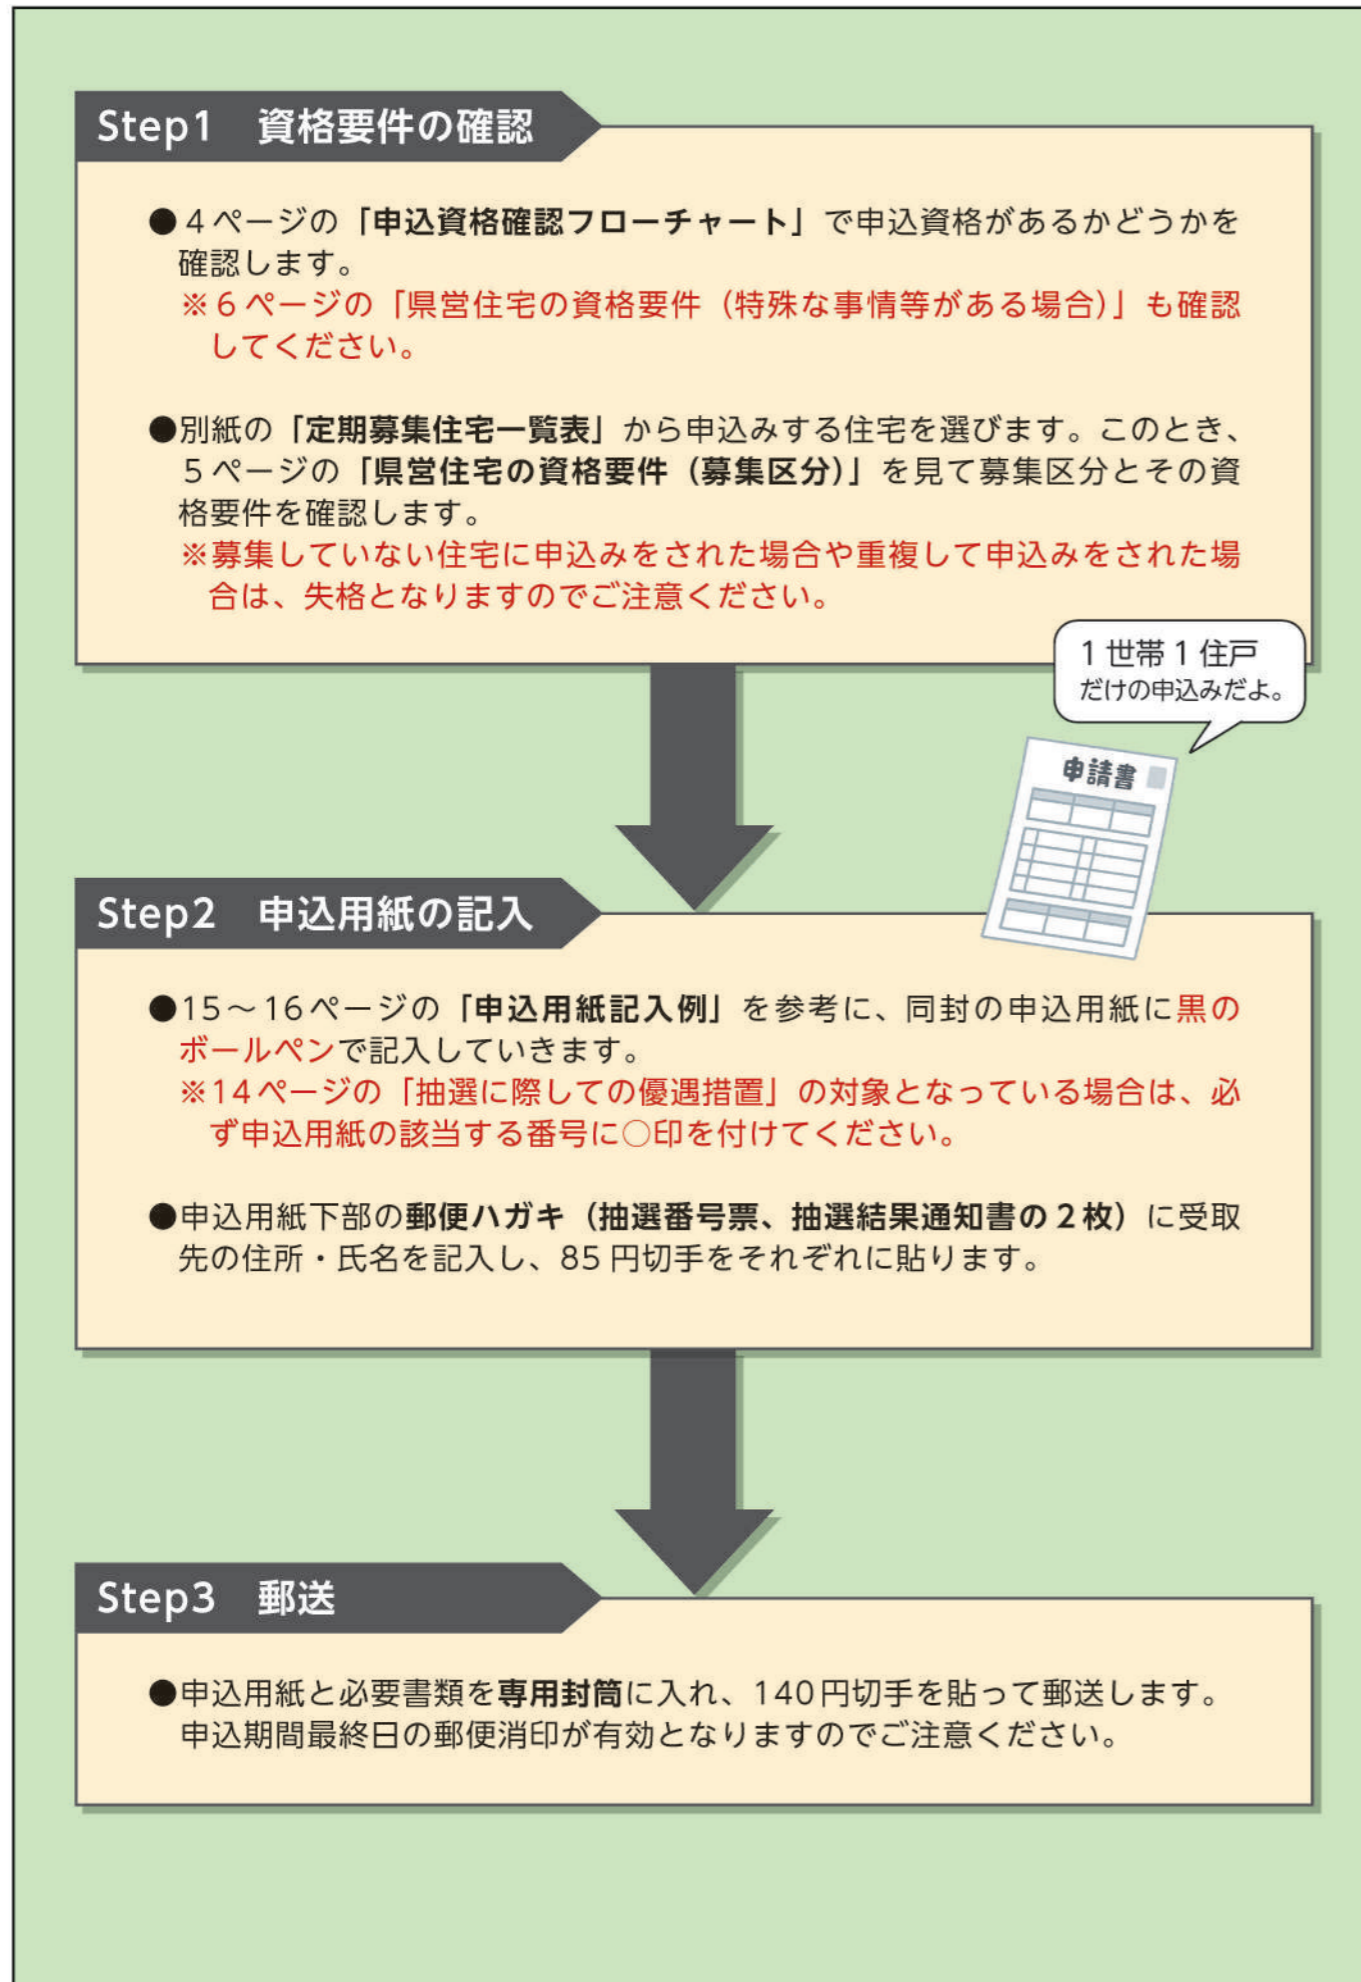 Step1　資格要件の確認
●４ページの「申込資格確認フローチャート」で申込資格があるかどうかを
確認します。
※６ページの「県営住宅の資格要件（特殊な事情等がある場合）」も確認
してください。
●別紙の「定期募集住宅一覧表」から申込みする住宅を選びます。このとき、
５ページの「県営住宅の資格要件（募集区分）」を見て募集区分とその資
格要件を確認します。
※募集していない住宅に申込みをされた場合や重複して申込みをされた場
合は、失格となりますのでご注意ください。
1世帯1住戸
だけの申込みだよ。
申請書
Step2　申込用紙の記入
●15～16ページの「申込用紙記入例」を参考に、同封の申込用紙に黒の
ボールペンで記入していきます。
※14ページの「抽選に際しての優遇措置」の対象となっている場合は、必
ず申込用紙の該当する番号に○印を付けてください。
●申込用紙下部の郵便ハガキ（抽選番号票、抽選結果通知書の２枚）に受取
先の住所・氏名を記入し、85円切手をそれぞれに貼ります。
Step3　郵送
●申込用紙と必要書類を専用封筒に入れ、140円切手を貼って郵送します。
申込期間最終日の郵便消印が有効となりますのでご注意ください。